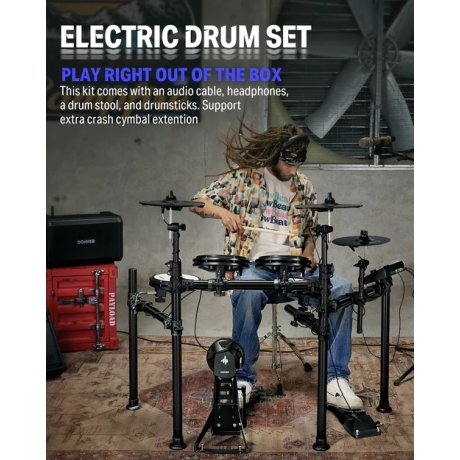 ELECTRIC DRUM SET
PLAY RIGHT OUT OF THE BOX
This kit comes with an audio cable, headphones,
a drum stool, and drumsticks. Support
extra crash cymbal extention
DONNER
PAYLOAD